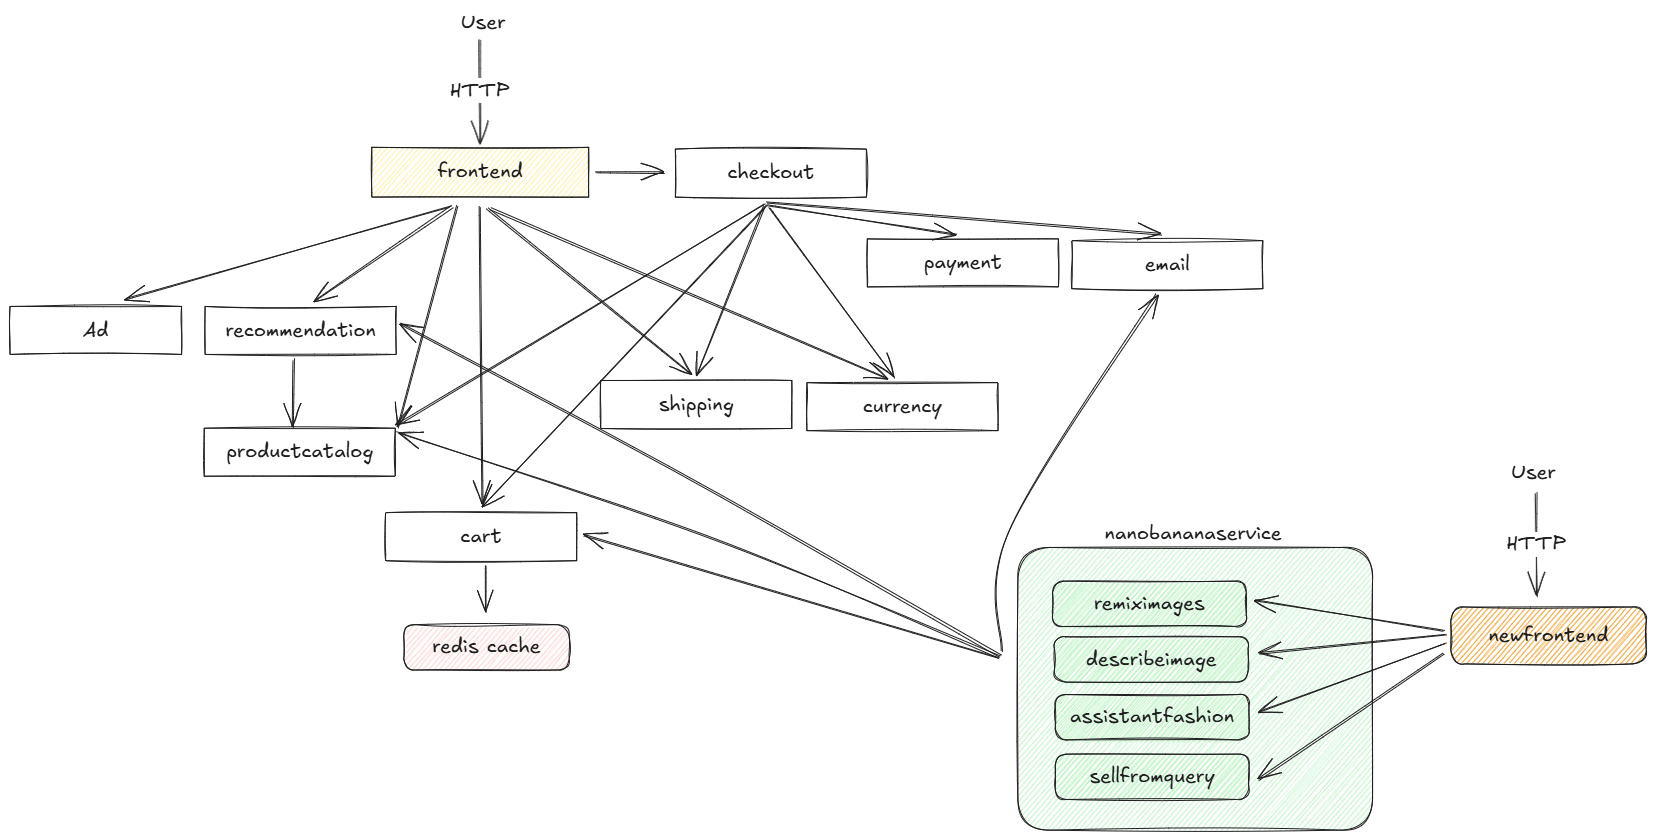 User
HTTP
frontend
checkout
payment
email
Ad
recommendation
shipping
currency
productcatalog
cart
redis cache
User
HTTP
nanobananaservice
remiximages
describeimage
assistantfashion
sellfromquery
newfrontend